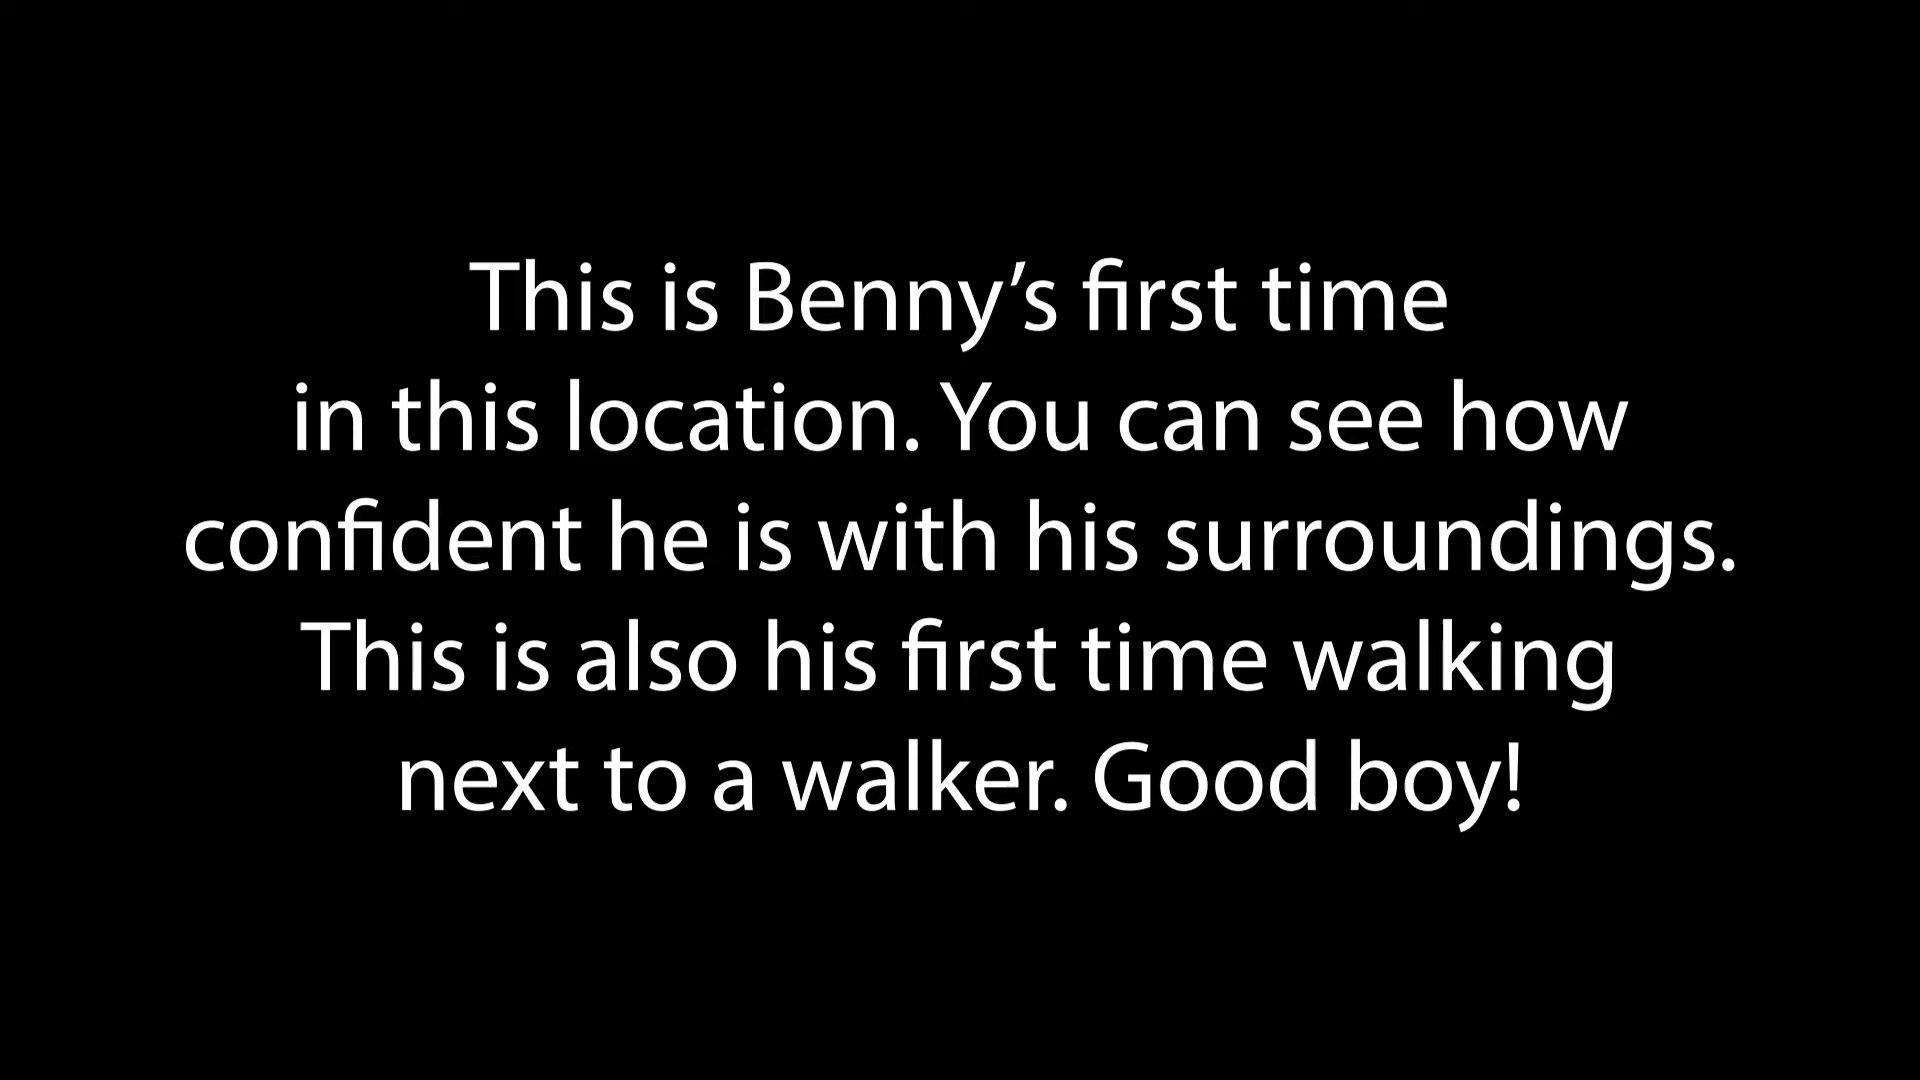 This is Benny’s first time
in this location. You can see how
confident he is with his surroundings.
This is also his first time walking
next to a walker. Good boy!